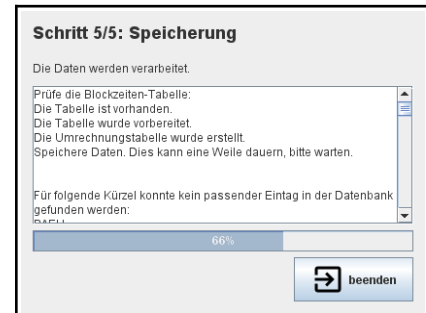 Schritt 5/5: Speicherung
Die Daten werden verarbeitet.
Prüfe die Blockzeiten-Tabelle:
Die Tabelle ist vorhanden.
Die Tabelle wurde vorbereitet.
Die Umrechnungstabelle wurde erstellt.
Speichere Daten. Dies kann eine Weile dauern, bitte warten.
Für folgende Kürzel konnte kein passender Eintag in der Datenbank
gefunden werden:
66%
beenden